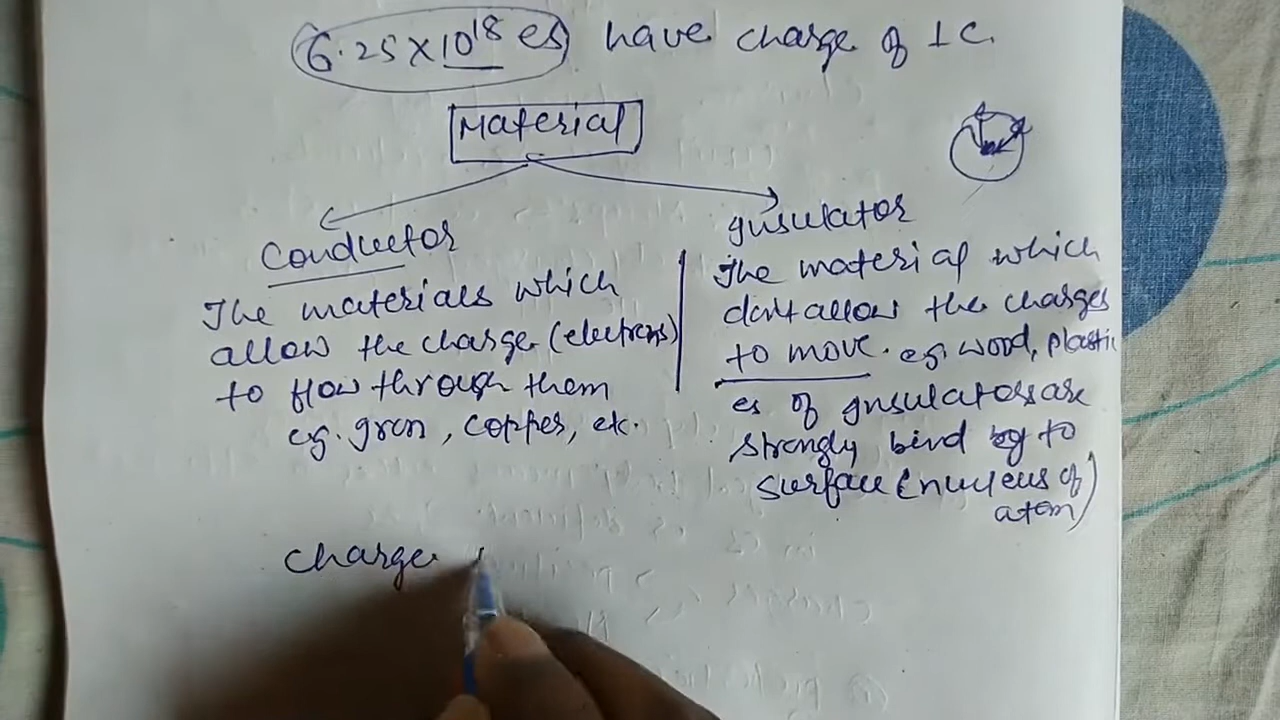 6.25×10¹⁸ es have charge of 1 C.
Material
Conductor
The materials which
allow the charge (electrons)
to flow through them
eg. Iron, copper, etc.
Insulator
The material which
don't allow the charges
to move. eg. wood, plastic
es of Insulators are
strongly bind by to
surface (nucleus of
atom)
charge